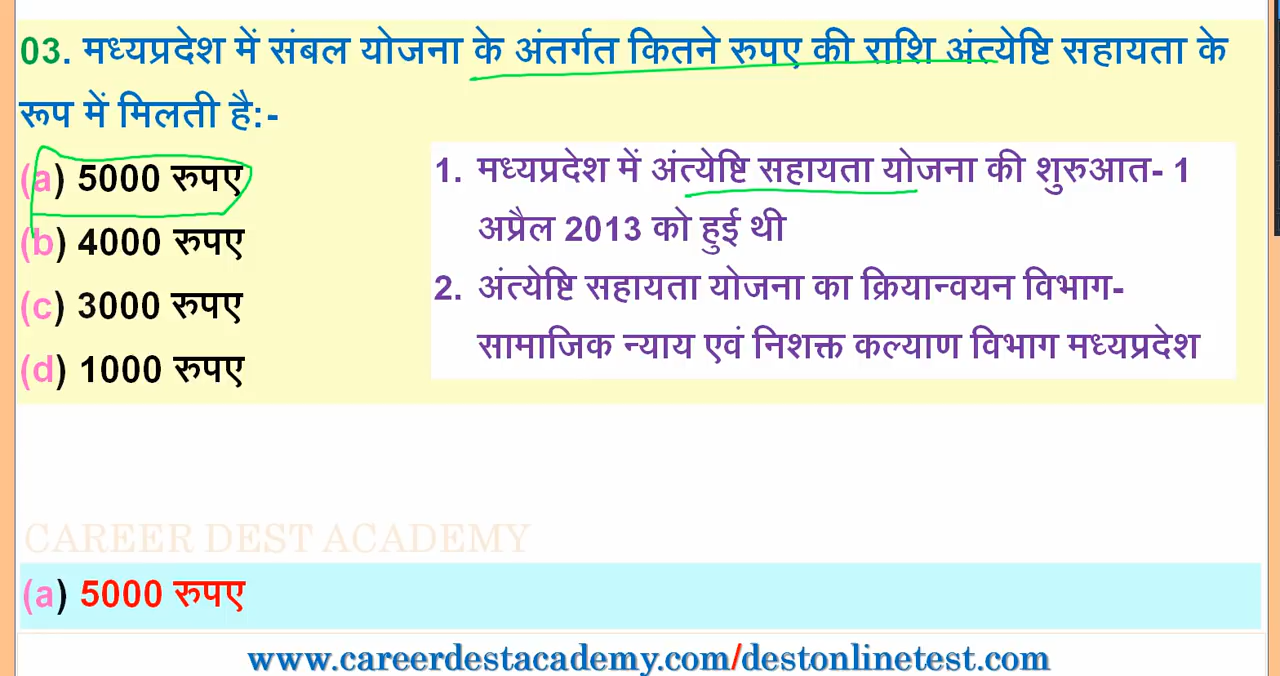 03. मध्यप्रदेश में संबल योजना के अंतर्गत कितने रुपए की राशि अंत्येष्टि सहायता के
रूप में मिलती है:-
(a) 5000 रुपए
(b) 4000 रुपए
(c) 3000 रुपए
(d) 1000 रुपए
1. मध्यप्रदेश में अंत्येष्टि सहायता योजना की शुरुआत- 1
अप्रैल 2013 को हुई थी
2. अंत्येष्टि सहायता योजना का क्रियान्वयन विभाग-
सामाजिक न्याय एवं निशक्त कल्याण विभाग मध्यप्रदेश
CAREER DEST ACADEMY
(a) 5000 रुपए
www.careerdestacademy.com/destonlinetest.com